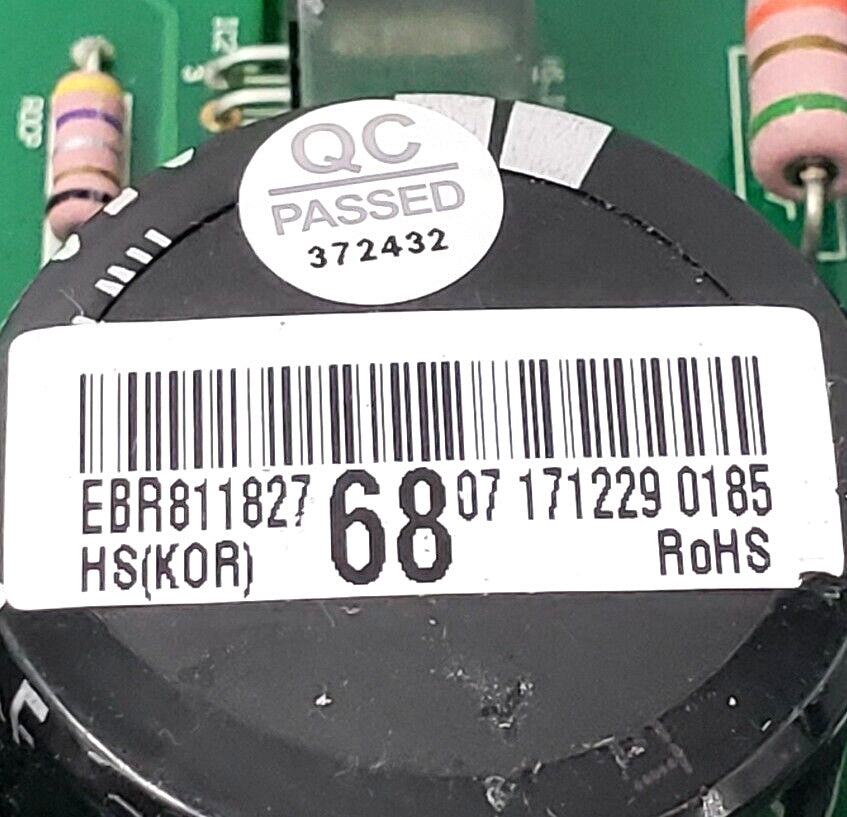 QC
PASSED
372432
EBR811827 68 07 171229 0185
HS(KOR) RoHS